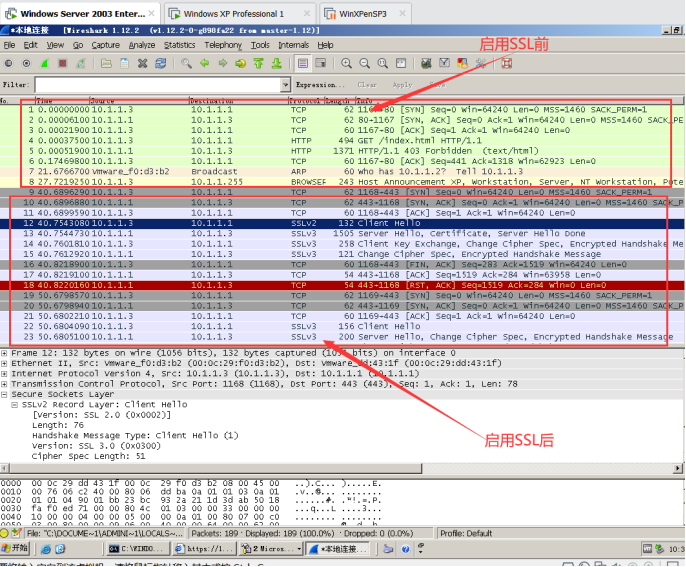 Windows Server 2003 Enter... × Windows XP Professional 1 × WinXPenSP3 ×
*本地连接 [Wireshark 1.12.2 (v1.12.2-0-g898fa22 from master-1.12)]
File Edit View Go Capture Analyze Statistics Telephony Tools Internals Help
启用SSL前
Filter: Expression... Clear Apply Save
No. Time Source Destination Protocol Length Info
1 0.00000000 10.1.1.3 10.1.1.1 TCP 62 1167→80 [SYN] Seq=0 Win=64240 Len=0 MSS=1460 SACK_PERM=1
2 0.00006100 10.1.1.1 10.1.1.3 TCP 62 80→1167 [SYN, ACK] Seq=0 Ack=1 Win=64240 Len=0 MSS=1460 SACK_P
3 0.00021900 10.1.1.3 10.1.1.1 TCP 60 1167→80 [ACK] Seq=1 Ack=1 Win=64240 Len=0
4 0.00037500 10.1.1.3 10.1.1.1 HTTP 494 GET /index.html HTTP/1.1
5 0.00051900 10.1.1.1 10.1.1.3 HTTP 1371 HTTP/1.1 403 Forbidden (text/html)
6 0.17469800 10.1.1.3 10.1.1.1 TCP 60 1167→80 [ACK] Seq=441 Ack=1318 Win=62923 Len=0
7 21.6766700 Vmware_f0:d3:b2 Broadcast ARP 60 Who has 10.1.1.2? Tell 10.1.1.3
8 27.7219250 10.1.1.3 10.1.1.255 BROWSEF 243 Host Announcement XP, Workstation, Server, NT Workstation, Pote
9 40.6896290 10.1.1.3 10.1.1.1 TCP 62 1168→443 [SYN] Seq=0 Win=64240 Len=0 MSS=1460 SACK_PERM=1
10 40.6896880 10.1.1.1 10.1.1.3 TCP 62 443→1168 [SYN, ACK] Seq=0 Ack=1 Win=64240 Len=0 MSS=1460 SACK_P
11 40.6899590 10.1.1.3 10.1.1.1 TCP 60 1168→443 [ACK] Seq=1 Ack=1 Win=64240 Len=0
12 40.7543080 10.1.1.3 10.1.1.1 SSLv2 132 Client Hello
13 40.7544730 10.1.1.1 10.1.1.3 SSLv3 1505 Server Hello, Certificate, Server Hello Done
14 40.7601810 10.1.1.3 10.1.1.1 SSLv3 258 Client Key Exchange, Change Cipher Spec, Encrypted Handshake Me
15 40.7612920 10.1.1.1 10.1.1.3 SSLv3 121 Change Cipher Spec, Encrypted Handshake Message
16 40.8218900 10.1.1.3 10.1.1.1 TCP 60 1168→443 [FIN, ACK] Seq=283 Ack=1519 Win=64240 Len=0
17 40.8219100 10.1.1.1 10.1.1.3 TCP 54 443→1168 [ACK] Seq=1519 Ack=284 Win=63958 Len=0
18 40.8220160 10.1.1.1 10.1.1.3 TCP 54 443→1168 [RST, ACK] Seq=1519 Ack=284 Win=0 Len=0
19 50.6798570 10.1.1.3 10.1.1.1 TCP 62 1169→443 [SYN] Seq=0 Win=64240 Len=0 MSS=1460 SACK_PERM=1
20 50.6798940 10.1.1.1 10.1.1.3 TCP 62 443→1169 [SYN, ACK] Seq=0 Ack=1 Win=64240 Len=0 MSS=1460 SACK_P
21 50.6802210 10.1.1.3 10.1.1.1 TCP 60 1169→443 [ACK] Seq=1 Ack=1 Win=64240 Len=0
22 50.6804090 10.1.1.3 10.1.1.1 SSLv3 156 Client Hello
23 50.6805100 10.1.1.1 10.1.1.3 SSLv3 200 Server Hello, Change Cipher Spec, Encrypted Handshake Message
Frame 12: 132 bytes on wire (1056 bits), 132 bytes captured (1056 bits) on interface 0
Ethernet II, Src: Vmware_f0:d3:b2 (00:0c:29:f0:d3:b2), Dst: Vmware_dd:43:1f (00:0c:29:dd:43:1f)
Internet Protocol Version 4, Src: 10.1.1.3 (10.1.1.3), Dst: 10.1.1.1 (10.1.1.1)
Transmission Control Protocol, Src Port: 1168 (1168), Dst Port: 443 (443), Seq: 1, Ack: 1, Len: 78
Secure Sockets Layer
SSLv2 Record Layer: Client Hello
[Version: SSL 2.0 (0x0002)]
Length: 76
Handshake Message Type: Client Hello (1)
Version: SSL 3.0 (0x0300)
Cipher Spec Length: 51
启用SSL后
0000 00 0c 29 dd 43 1f 00 0c 29 f0 d3 b2 08 00 45 00 ..).C... ).....E.
0010 00 76 06 c2 40 00 80 06 dd ba 0a 01 01 03 0a 01 .v..@... ........
0020 01 01 04 90 01 bb 23 bc 93 2a 21 1d 3d ab 50 18 ......#. .*!.=.P.
0030 fa f0 ed 71 00 00 80 4c 01 03 00 00 33 00 00 00 ...q...L ....3...
0040 10 00 00 04 00 00 05 00 00 0a 01 00 80 07 00 c0 ........ ........
File: "C:\DOCUME~1\ADMINI~1\LOCALS~... Packets: 189 · Displayed: 189 (100.0%) · Dropped: 0 (0.0%) Profile: Default
开始 C:\WINDO... https://1... 2 Micros... *本地连接... 10:3